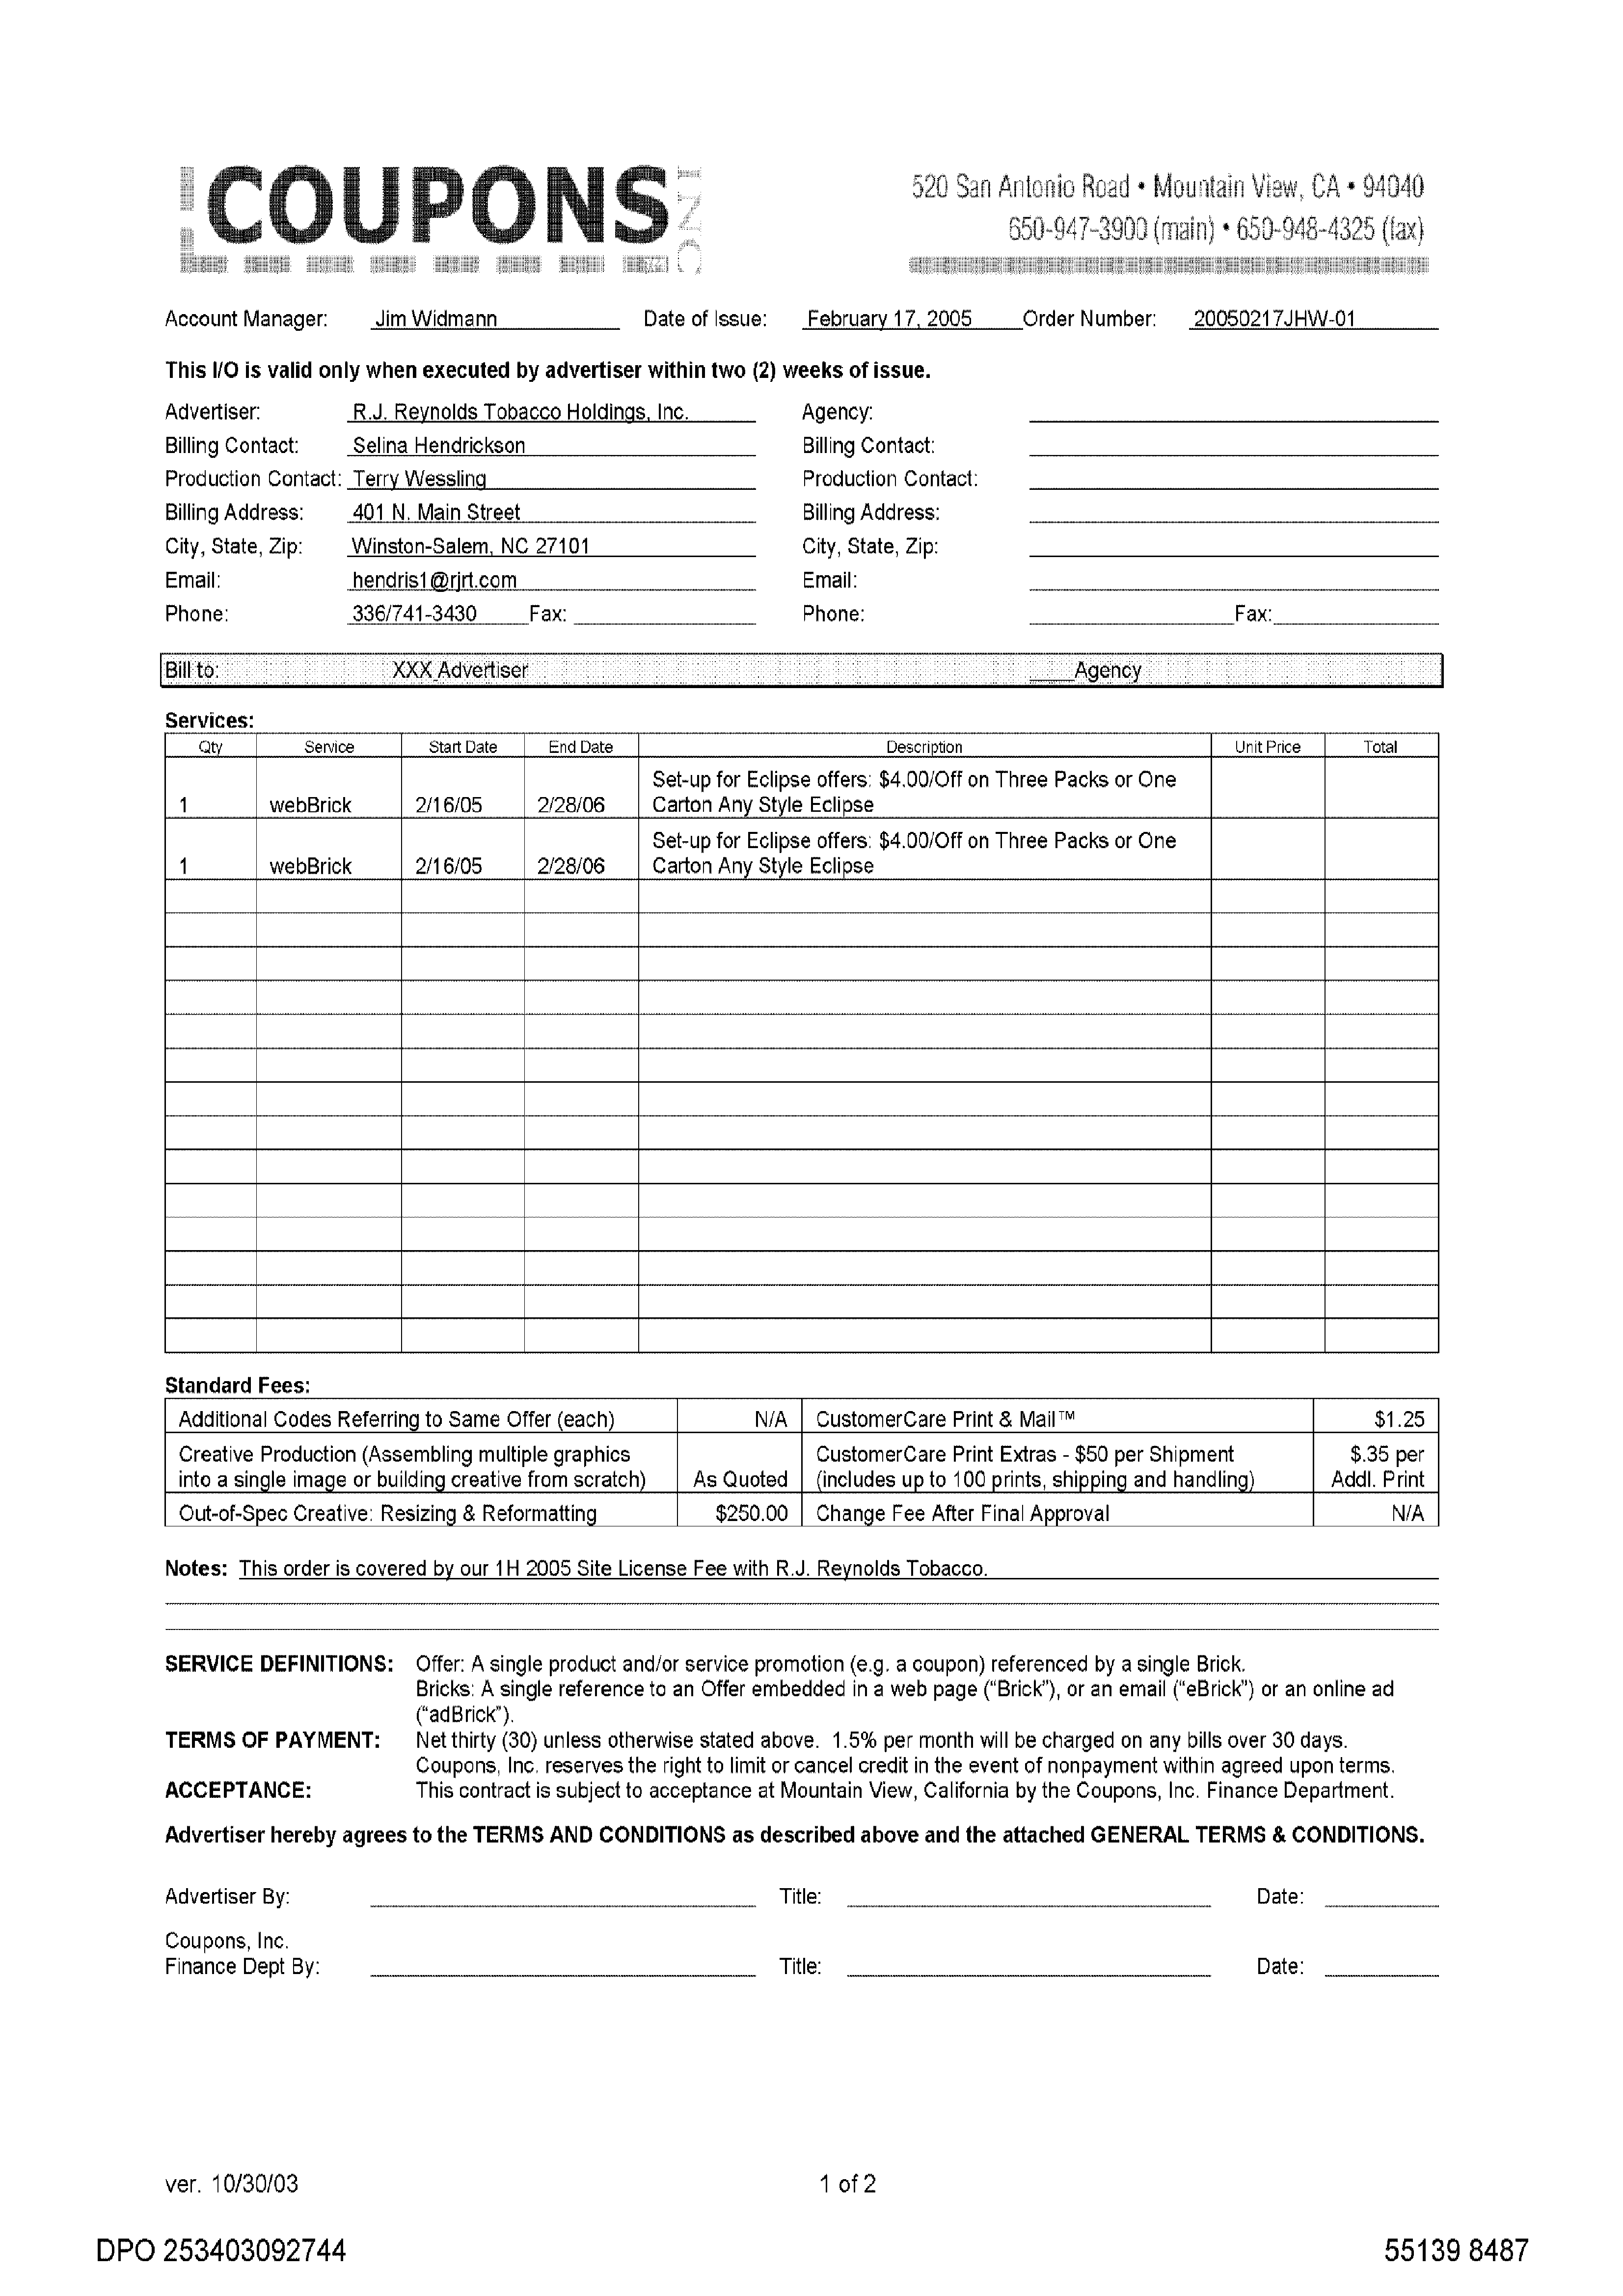 COUPONS INC
520 San Antonio Road • Mountain View, CA • 94040
650-947-3900 (main) • 650-948-4325 (fax)
Account Manager: Jim Widmann Date of Issue: February 17, 2005 Order Number: 20050217JHW-01
This I/O is valid only when executed by advertiser within two (2) weeks of issue.
Advertiser: R.J. Reynolds Tobacco Holdings, Inc. Agency:
Billing Contact: Selina Hendrickson Billing Contact:
Production Contact: Terry Wessling Production Contact:
Billing Address: 401 N. Main Street Billing Address:
City, State, Zip: Winston-Salem, NC 27101 City, State, Zip:
Email: hendris1@rjrt.com Email:
Phone: 336/741-3430 Fax: Phone: Fax:
Bill to: XXX Advertiser ____Agency
Services:
Qty Service Start Date End Date Description Unit Price Total
Set-up for Eclipse offers: $4.00/Off on Three Packs or One
1 webBrick 2/16/05 2/28/06 Carton Any Style Eclipse
Set-up for Eclipse offers: $4.00/Off on Three Packs or One
1 webBrick 2/16/05 2/28/06 Carton Any Style Eclipse
Standard Fees:
Additional Codes Referring to Same Offer (each) N/A CustomerCare Print & Mail™ $1.25
Creative Production (Assembling multiple graphics CustomerCare Print Extras - $50 per Shipment $.35 per
into a single image or building creative from scratch) As Quoted (includes up to 100 prints, shipping and handling) Addl. Print
Out-of-Spec Creative: Resizing & Reformatting $250.00 Change Fee After Final Approval N/A
Notes: This order is covered by our 1H 2005 Site License Fee with R.J. Reynolds Tobacco.
SERVICE DEFINITIONS: Offer: A single product and/or service promotion (e.g. a coupon) referenced by a single Brick.
Bricks: A single reference to an Offer embedded in a web page (“Brick”), or an email (“eBrick”) or an online ad
(“adBrick”).
TERMS OF PAYMENT: Net thirty (30) unless otherwise stated above. 1.5% per month will be charged on any bills over 30 days.
Coupons, Inc. reserves the right to limit or cancel credit in the event of nonpayment within agreed upon terms.
ACCEPTANCE: This contract is subject to acceptance at Mountain View, California by the Coupons, Inc. Finance Department.
Advertiser hereby agrees to the TERMS AND CONDITIONS as described above and the attached GENERAL TERMS & CONDITIONS.
Advertiser By: Title: Date:
Coupons, Inc.
Finance Dept By: Title: Date:
ver. 10/30/03 1 of 2
DPO 253403092744 55139 8487